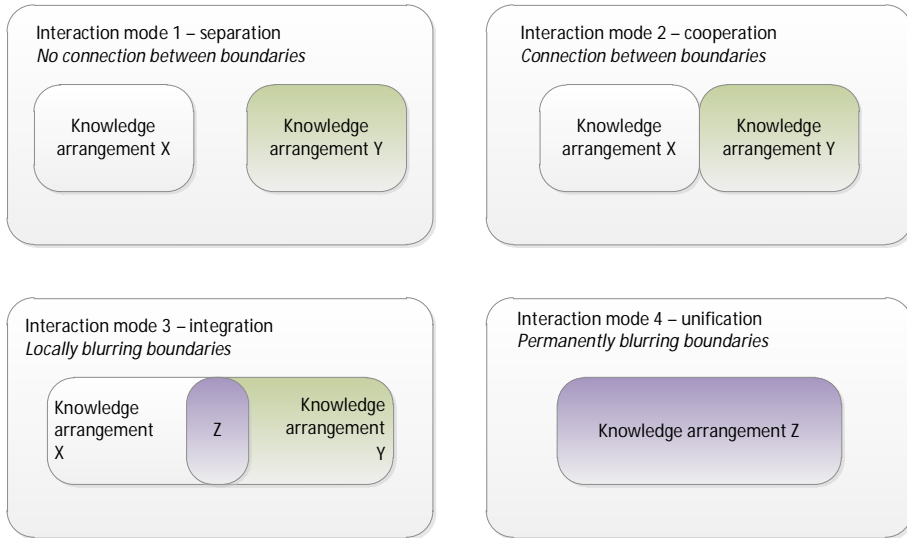 Interaction mode 1 – separation
No connection between boundaries
Knowledge
arrangement X
Knowledge
arrangement Y
Interaction mode 2 – cooperation
Connection between boundaries
Knowledge
arrangement X
Knowledge
arrangement Y
Interaction mode 3 – integration
Locally blurring boundaries
Knowledge
arrangement
X
Z
Knowledge
arrangement
Y
Interaction mode 4 – unification
Permanently blurring boundaries
Knowledge arrangement Z